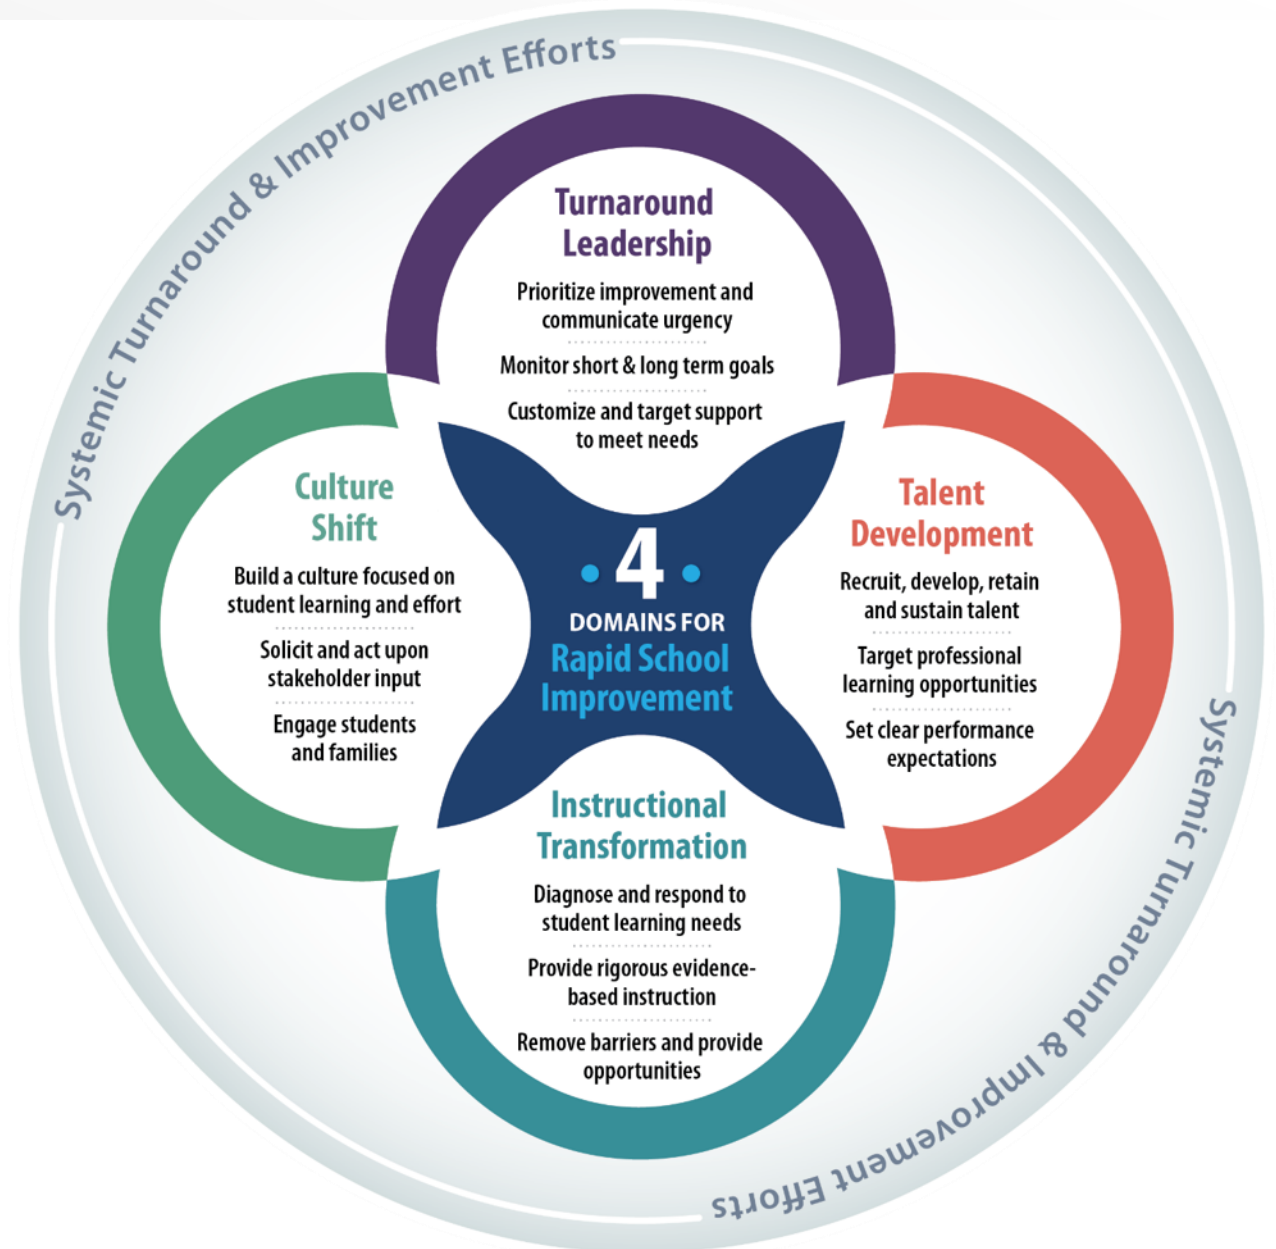 Systemic Turnaround & Improvement Efforts
Turnaround
Leadership
Prioritize improvement and
communicate urgency
Monitor short & long term goals
Customize and target support
to meet needs
Culture
Shift
Build a culture focused on
student learning and effort
Solicit and act upon
stakeholder input
Engage students
and families
4
DOMAINS FOR
Rapid School
Improvement
Talent
Development
Recruit, develop, retain
and sustain talent
Target professional
learning opportunities
Set clear performance
expectations
Instructional
Transformation
Diagnose and respond to
student learning needs
Provide rigorous evidence-
based instruction
Remove barriers and provide
opportunities
Systemic Turnaround & Improvement Efforts